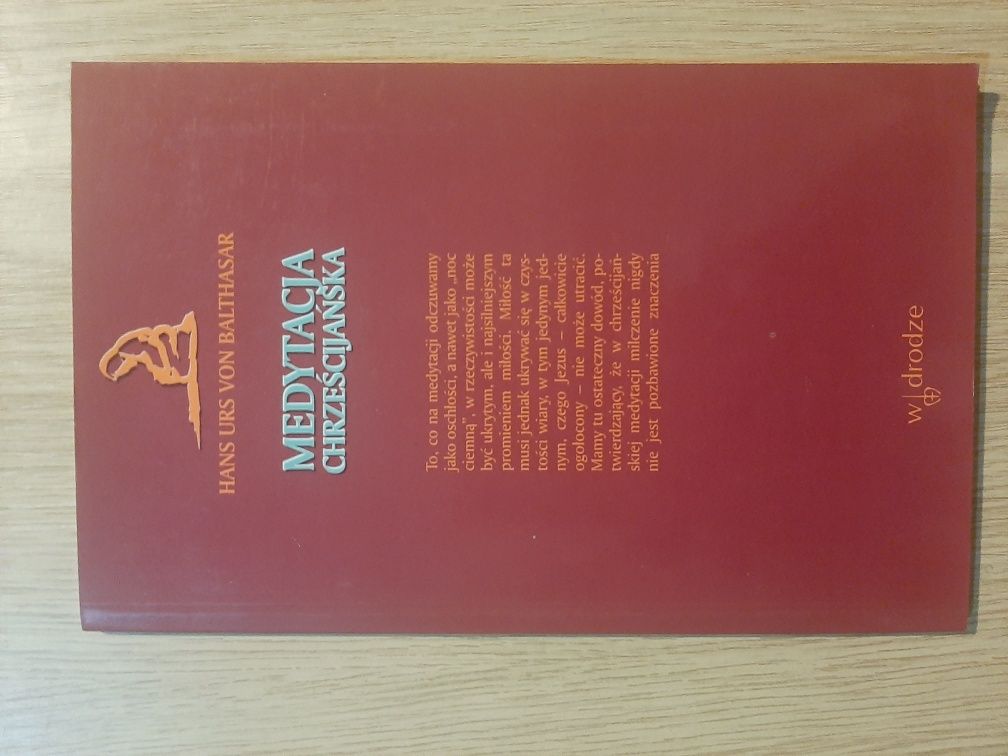 HANS URS VON BALTHASAR
MEDYTACJA
CHRZEŚCIJAŃSKA
To, co na medytacji odczuwamy
jako oschłości, a nawet jako „noc
ciemną”, w rzeczywistości może
być ukrytym, ale i najsilniejszym
promieniem miłości. Miłość ta
musi jednak ukrywać się w czys-
tości wiary, w tym jedynym jed-
nym, czego Jezus – całkowicie
ogołocony – nie może utracić.
Mamy tu ostateczny dowód, po-
twierdzający, że w chrześcijań-
skiej medytacji milczenie nigdy
nie jest pozbawione znaczenia
w drodze